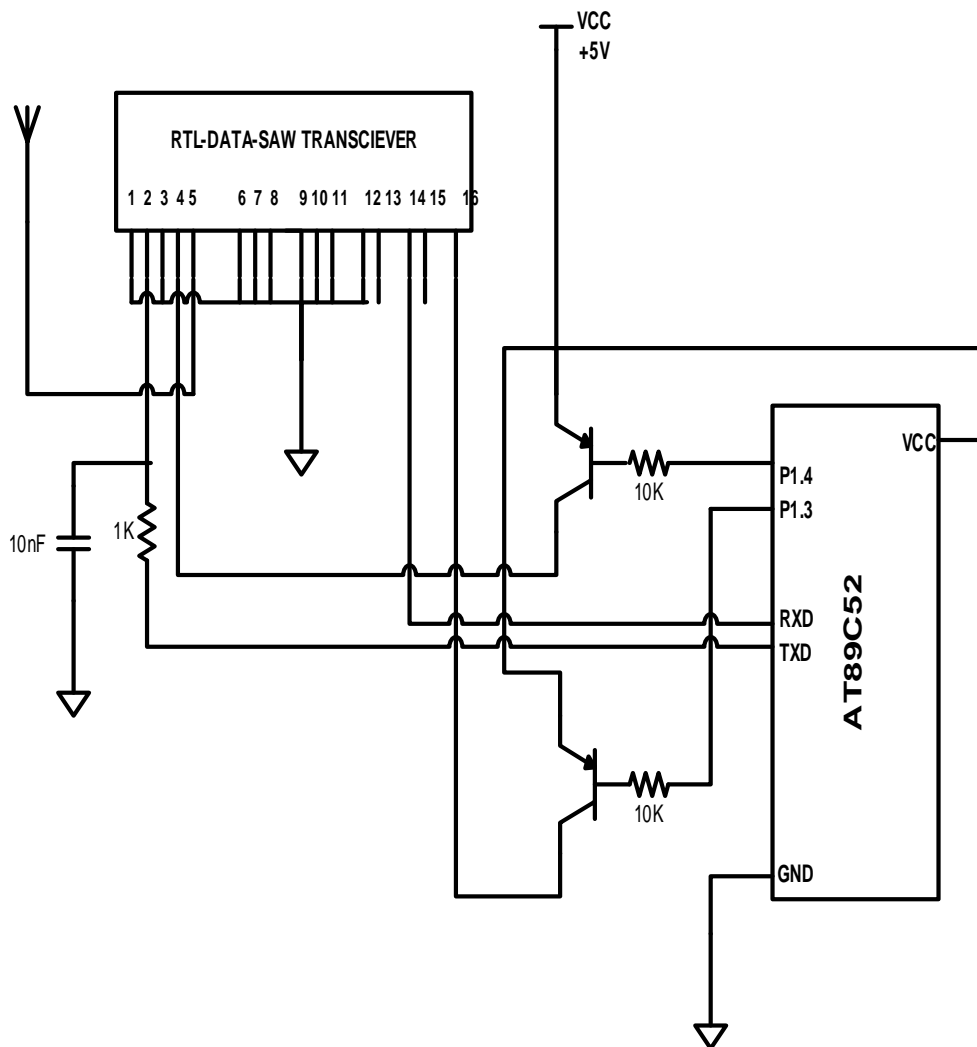 VCC
+5V
RTL-DATA-SAW TRANSCIEVER
1 2 3 4 5 6 7 8 9 10 11 12 13 14 15 16
VCC
P1.4
10K
P1.3
1K
10nF
RXD
TXD
AT89C52
10K
GND